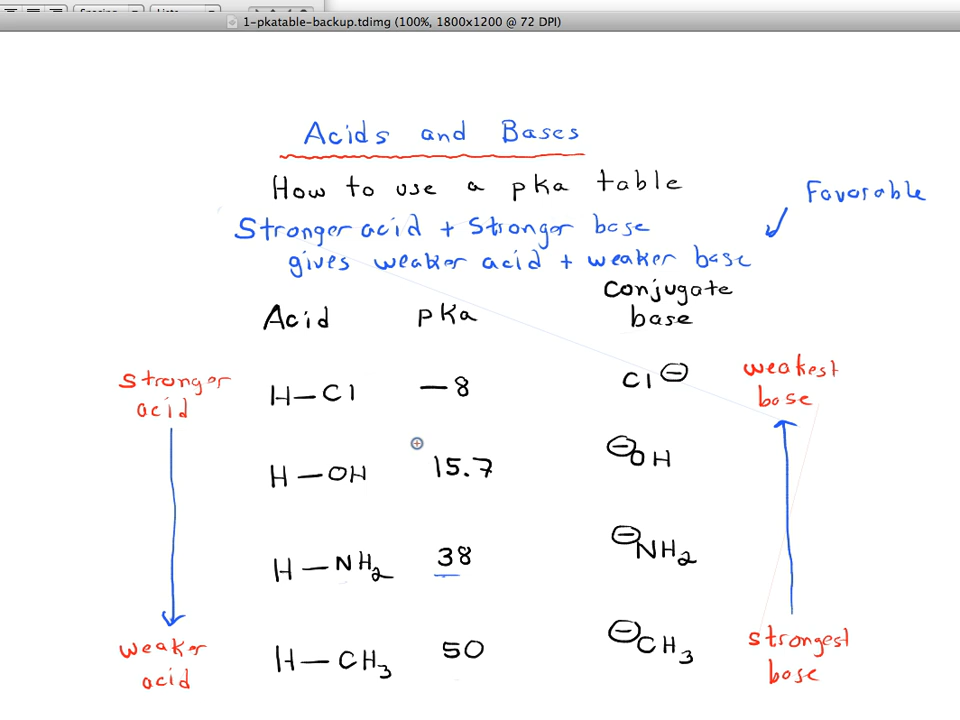 1-pkatable-backup.tdimg (100%, 1800x1200 @ 72 DPI)
Acids and Bases
How to use a pka table
Favorable
Stronger acid + Stronger base
gives weaker acid + weaker base
Acid pka Conjugate base
stronger acid
weakest base
H-Cl -8 Cl⊖
H-OH 15.7 ⊖OH
H-NH2 38 ⊖NH2
H-CH3 50 ⊖CH3
weaker acid
strongest base